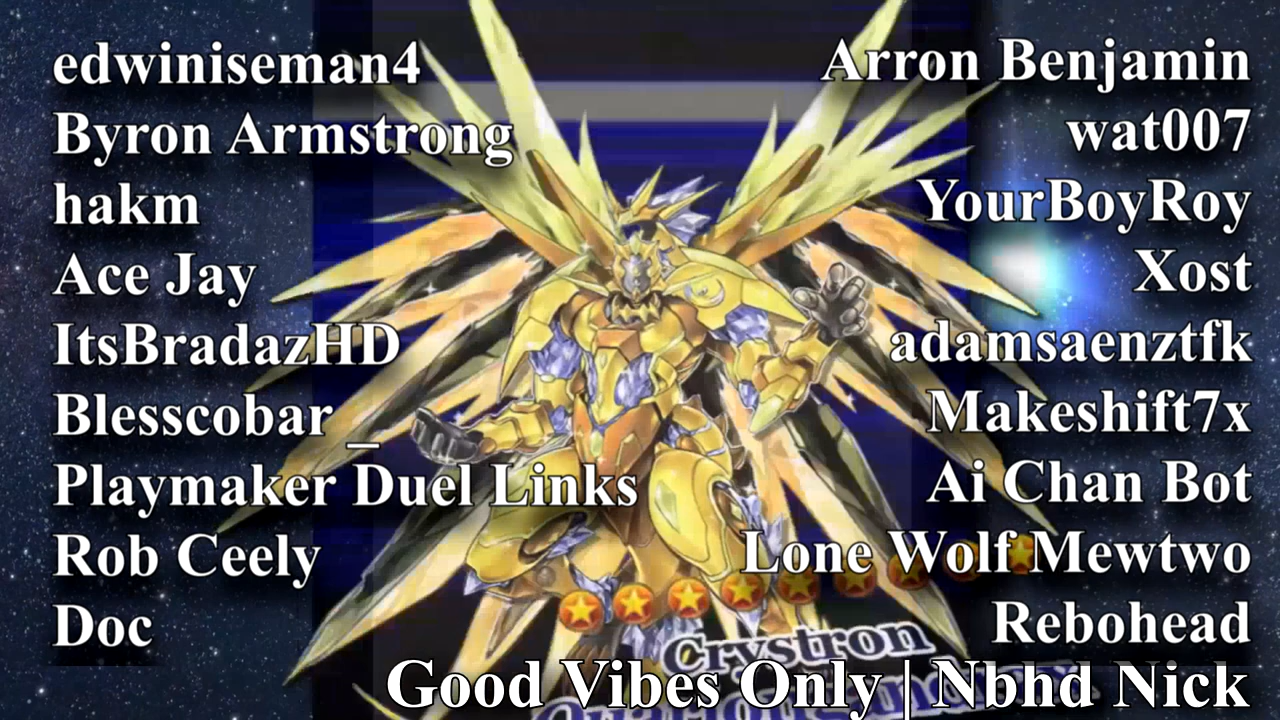 edwiniseman4
Byron Armstrong
hakm
Ace Jay
ItsBradazHD
Blesscobar _
Playmaker Duel Links
Rob Ceely
Doc
Arron Benjamin
wat007
YourBoyRoy
Xost
adamsaenztfk
Makeshift7x
Ai Chan Bot
Lone Wolf Mewtwo
Rebohead
Crystron
Good Vibes Only | Nbhd Nick